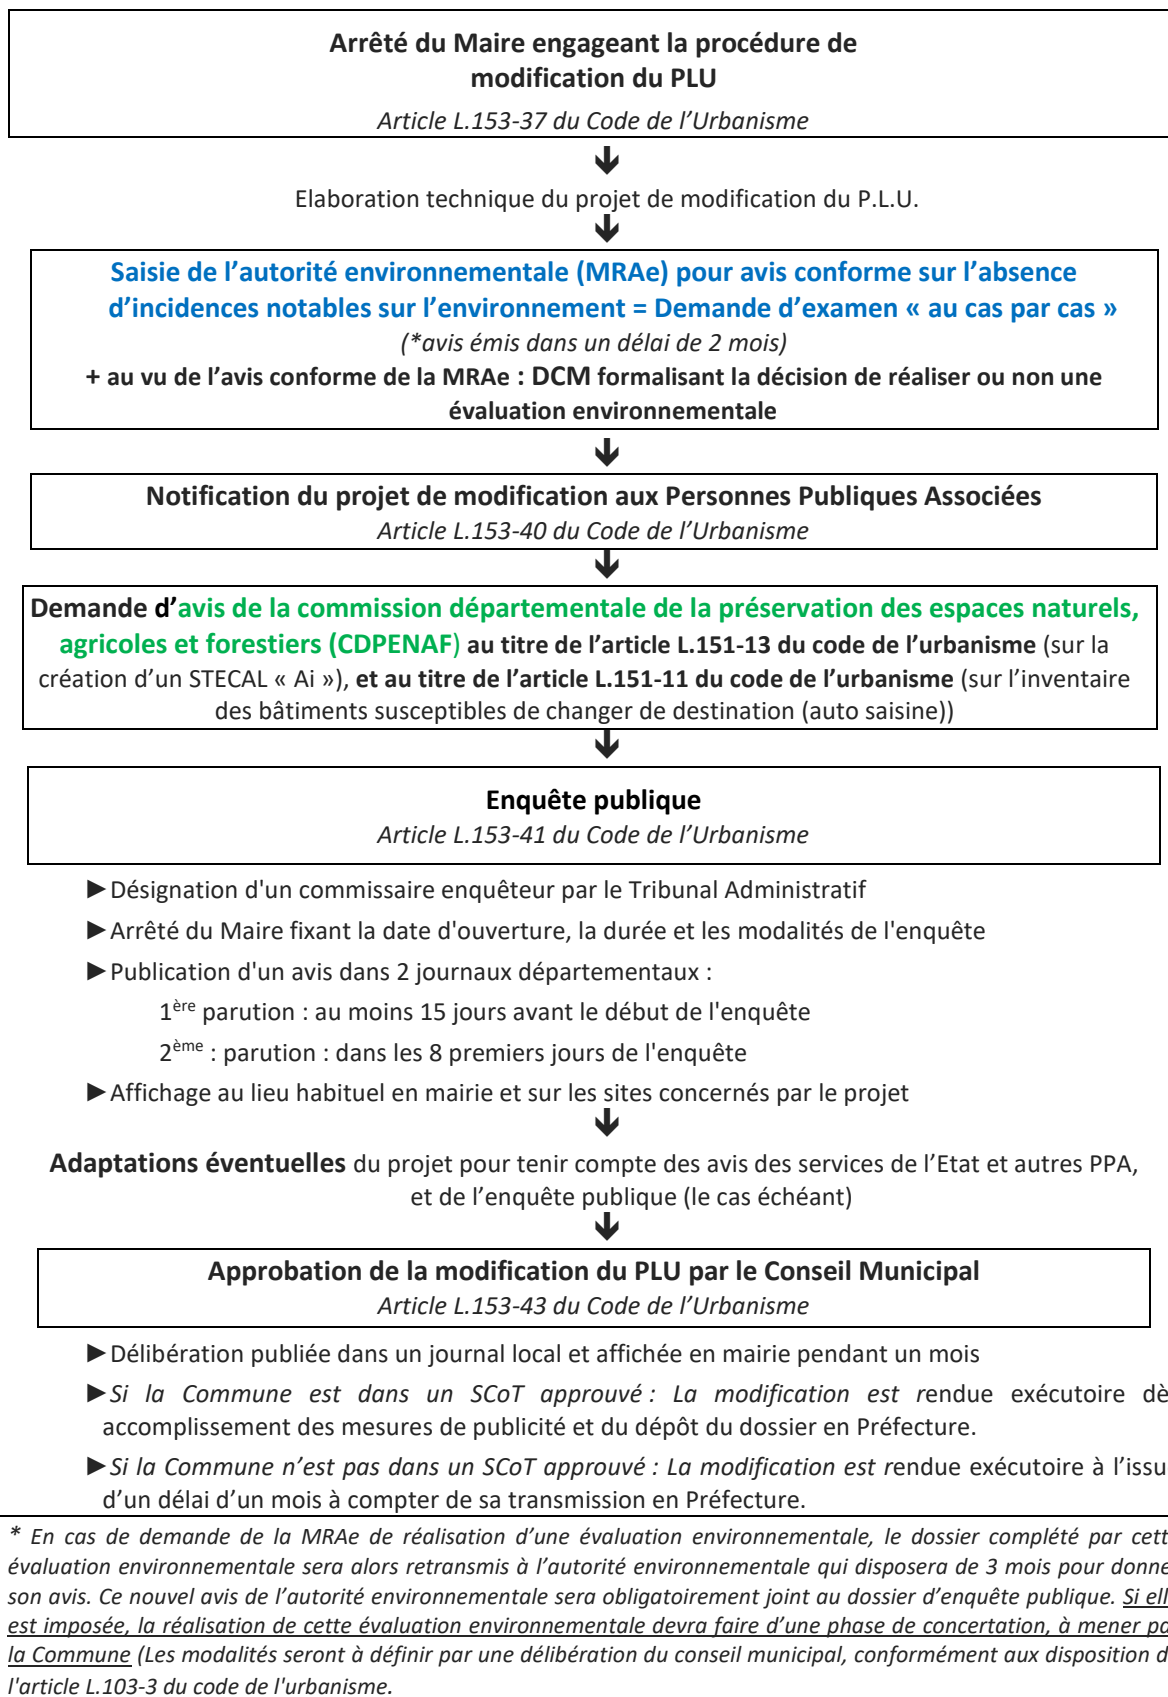 Arrêté du Maire engageant la procédure de
modification du PLU
Article L.153-37 du Code de l’Urbanisme
Elaboration technique du projet de modification du P.L.U.
Saisie de l’autorité environnementale (MRAe) pour avis conforme sur l’absence
d’incidences notables sur l’environnement = Demande d’examen « au cas par cas »
(*avis émis dans un délai de 2 mois)
+ au vu de l’avis conforme de la MRAe : DCM formalisant la décision de réaliser ou non une
évaluation environnementale
Notification du projet de modification aux Personnes Publiques Associées
Article L.153-40 du Code de l’Urbanisme
Demande d’avis de la commission départementale de la préservation des espaces naturels,
agricoles et forestiers (CDPENAF) au titre de l’article L.151-13 du code de l’urbanisme (sur la
création d’un STECAL « Ai »), et au titre de l’article L.151-11 du code de l’urbanisme (sur l’inventaire
des bâtiments susceptibles de changer de destination (auto saisine))
Enquête publique
Article L.153-41 du Code de l’Urbanisme
►Désignation d'un commissaire enquêteur par le Tribunal Administratif
►Arrêté du Maire fixant la date d'ouverture, la durée et les modalités de l'enquête
►Publication d'un avis dans 2 journaux départementaux :
1ère parution : au moins 15 jours avant le début de l'enquête
2ème : parution : dans les 8 premiers jours de l'enquête
►Affichage au lieu habituel en mairie et sur les sites concernés par le projet
Adaptations éventuelles du projet pour tenir compte des avis des services de l’Etat et autres PPA,
et de l’enquête publique (le cas échéant)
Approbation de la modification du PLU par le Conseil Municipal
Article L.153-43 du Code de l’Urbanisme
►Délibération publiée dans un journal local et affichée en mairie pendant un mois
►Si la Commune est dans un SCoT approuvé : La modification est rendue exécutoire dè
accomplissement des mesures de publicité et du dépôt du dossier en Préfecture.
►Si la Commune n’est pas dans un SCoT approuvé : La modification est rendue exécutoire à l’issu
d’un délai d’un mois à compter de sa transmission en Préfecture.
* En cas de demande de la MRAe de réalisation d’une évaluation environnementale, le dossier complété par cett
évaluation environnementale sera alors retransmis à l’autorité environnementale qui disposera de 3 mois pour donne
son avis. Ce nouvel avis de l’autorité environnementale sera obligatoirement joint au dossier d’enquête publique. Si ell
est imposée, la réalisation de cette évaluation environnementale devra faire d’une phase de concertation, à mener pa
la Commune (Les modalités seront à définir par une délibération du conseil municipal, conformément aux disposition d
l'article L.103-3 du code de l'urbanisme.